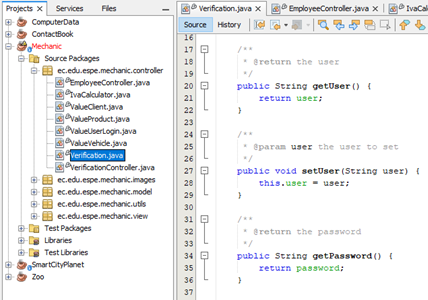 Projects × Services Files
ComputerData
ContactBook
Mechanic
Source Packages
ec.edu.espe.mechanic.controller
EmployeeController.java
IvaCalculator.java
ValueClient.java
ValueProduct.java
ValueUserLogin.java
ValueVehicle.java
Verification.java
VerificationController.java
ec.edu.espe.mechanic.images
ec.edu.espe.mechanic.model
ec.edu.espe.mechanic.utils
ec.edu.espe.mechanic.view
Test Packages
Libraries
Test Libraries
SmartCityPlanet
Zoo
Verification.java × EmployeeController.java × IvaCal
Source History
16
17 /**
18 * @return the user
19 */
20 public String getUser() {
21 return user;
22 }
23
24 /**
25 * @param user the user to set
26 */
27 public void setUser(String user) {
28 this.user = user;
29 }
30
31 /**
32 * @return the password
33 */
34 public String getPassword() {
35 return password;
36 }
37